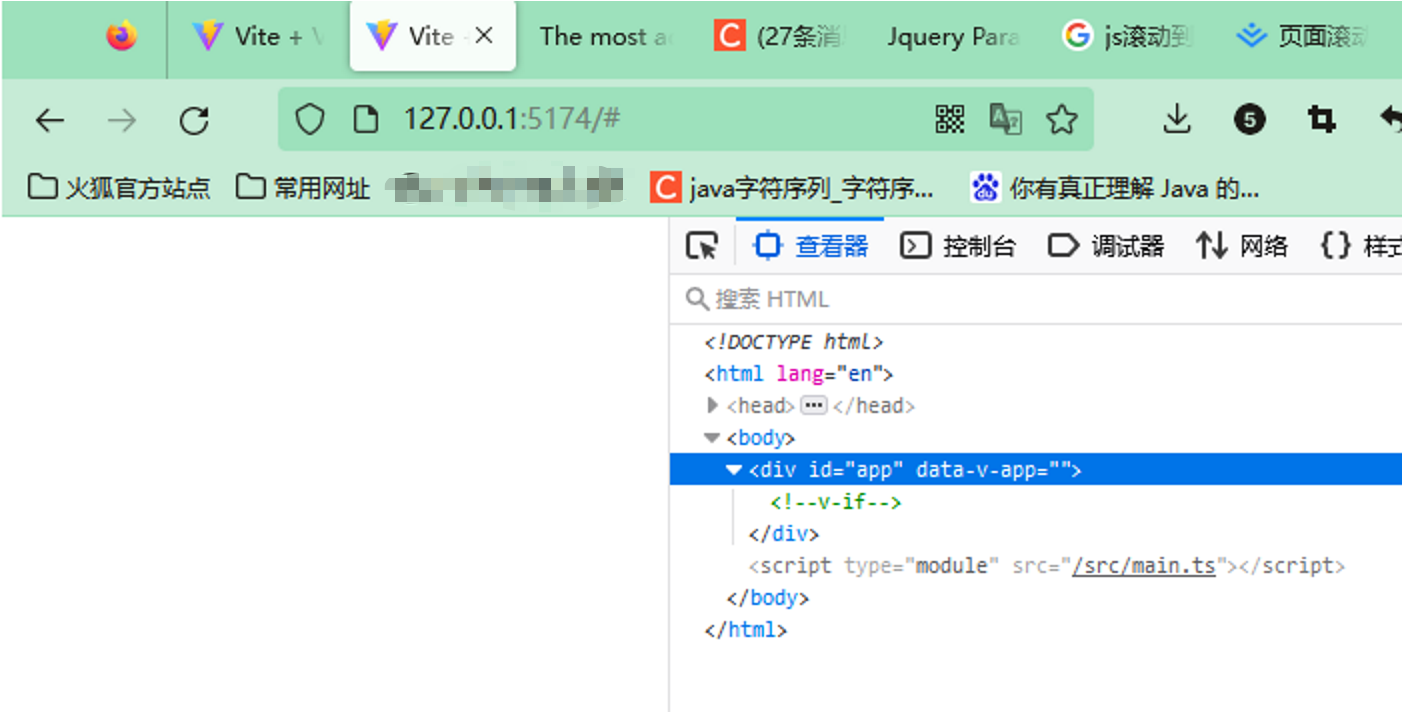 Vite + V
Vite
The most a
(27条消
Jquery Para
js滚动到
页面滚动
127.0.0.1:5174/#
5
火狐官方站点
常用网址
java字符序列_字符序...
你有真正理解 Java 的...
查看器
控制台
调试器
网络
{} 样式
搜索 HTML
<!DOCTYPE html>
<html lang="en">
<head> ... </head>
<body>
<div id="app" data-v-app="">
<!--v-if-->
</div>
<script type="module" src="/src/main.ts"></script>
</body>
</html>